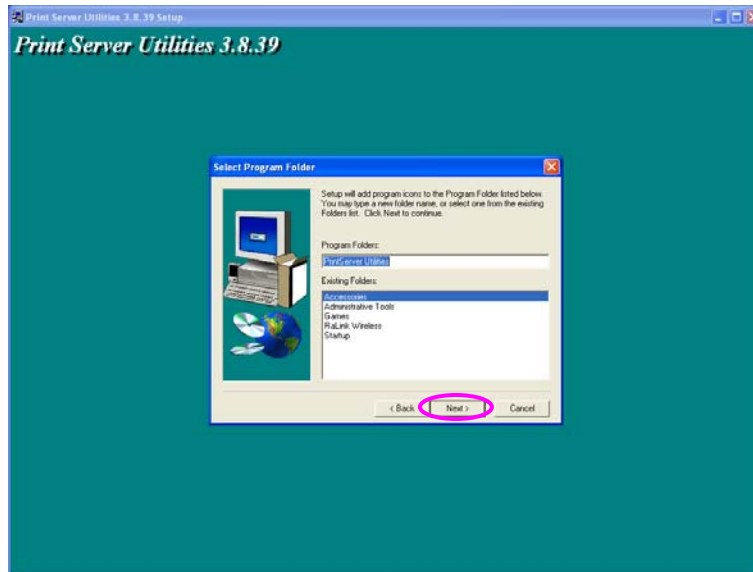 Print Server Utilities 3.8.39 Setup
Print Server Utilities 3.8.39
Select Program Folder
Setup will add program icons to the Program Folder listed below.
You may type a new folder name, or select one from the existing
Folders list. Click Next to continue.
Program Folders:
PrintServer Utilities
Existing Folders:
Accessories
Administrative Tools
Games
RaLink Wireless
Startup
< Back
Next >
Cancel